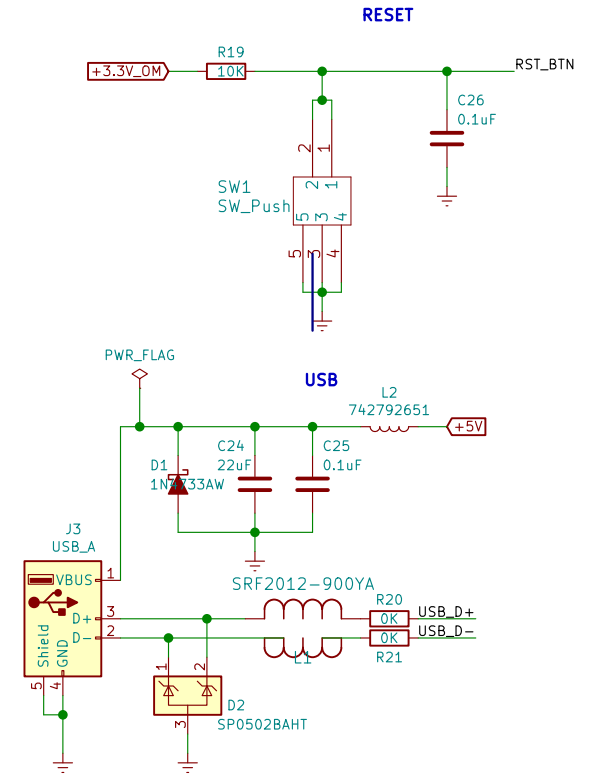 RESET
R19
+3.3V_OM
10K
RST_BTN
C26
0.1uF
2
1
SW1
SW_Push
2
1
5
3
4
5
3
4
PWR_FLAG
USB
L2
742792651
+5V
C24
22uF
C25
0.1uF
D1
1N4733AW
J3
USB_A
VBUS
1
D+
3
D-
2
Shield
GND
5
4
SRF2012-900YA
L1
R20
0K
USB_D+
0K
USB_D-
R21
1
2
D2
SP0502BAHT
3